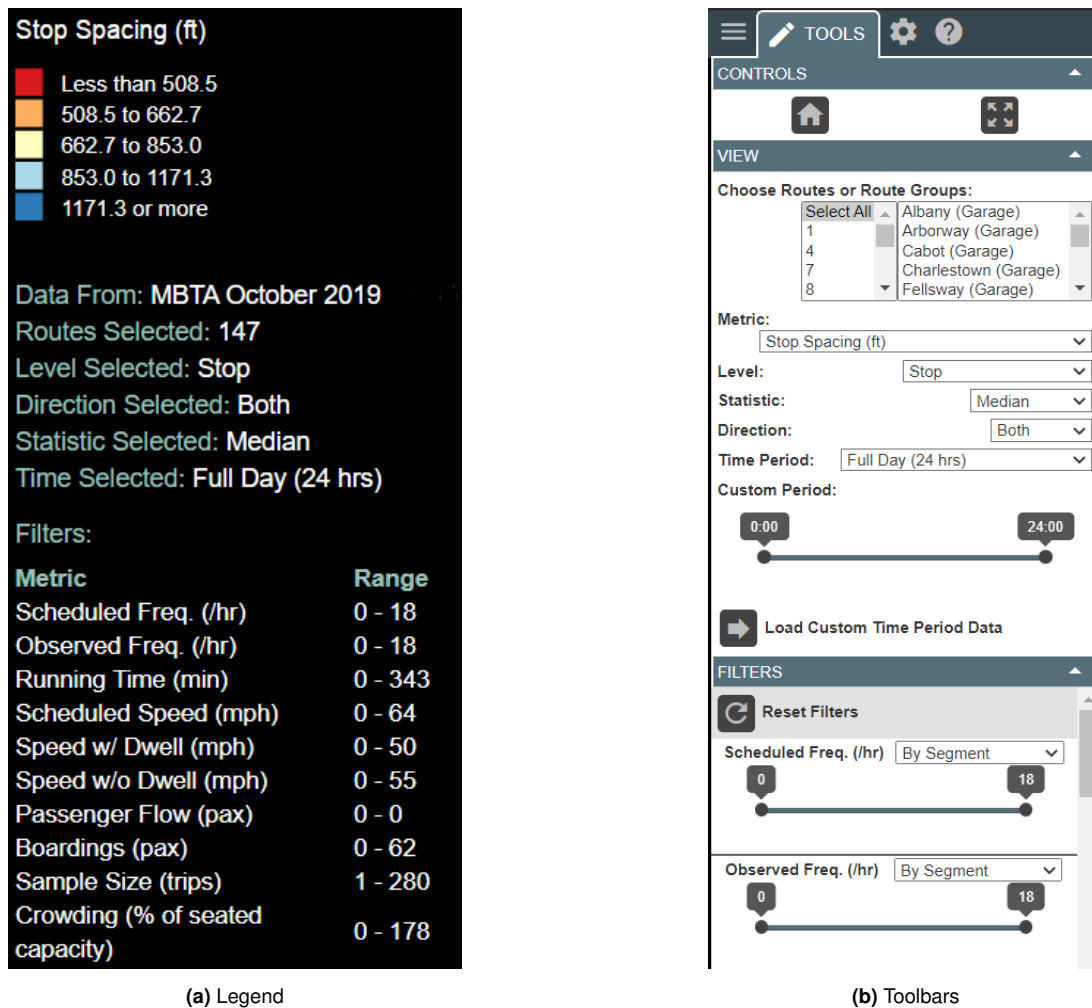 Stop Spacing (ft)
Less than 508.5
508.5 to 662.7
662.7 to 853.0
853.0 to 1171.3
1171.3 or more
Data From: MBTA October 2019
Routes Selected: 147
Level Selected: Stop
Direction Selected: Both
Statistic Selected: Median
Time Selected: Full Day (24 hrs)
Filters:
Metric Range
Scheduled Freq. (/hr) 0 - 18
Observed Freq. (/hr) 0 - 18
Running Time (min) 0 - 343
Scheduled Speed (mph) 0 - 64
Speed w/ Dwell (mph) 0 - 50
Speed w/o Dwell (mph) 0 - 55
Passenger Flow (pax) 0 - 0
Boardings (pax) 0 - 62
Sample Size (trips) 1 - 280
Crowding (% of seated
capacity) 0 - 178
(a) Legend
TOOLS
CONTROLS
VIEW
Choose Routes or Route Groups:
Select All Albany (Garage)
1 Arborway (Garage)
4 Cabot (Garage)
7 Charlestown (Garage)
8 Fellsway (Garage)
Metric:
Stop Spacing (ft)
Level: Stop
Statistic: Median
Direction: Both
Time Period: Full Day (24 hrs)
Custom Period:
0:00 24:00
Load Custom Time Period Data
FILTERS
Reset Filters
Scheduled Freq. (/hr) By Segment
0 18
Observed Freq. (/hr) By Segment
0 18
(b) Toolbars